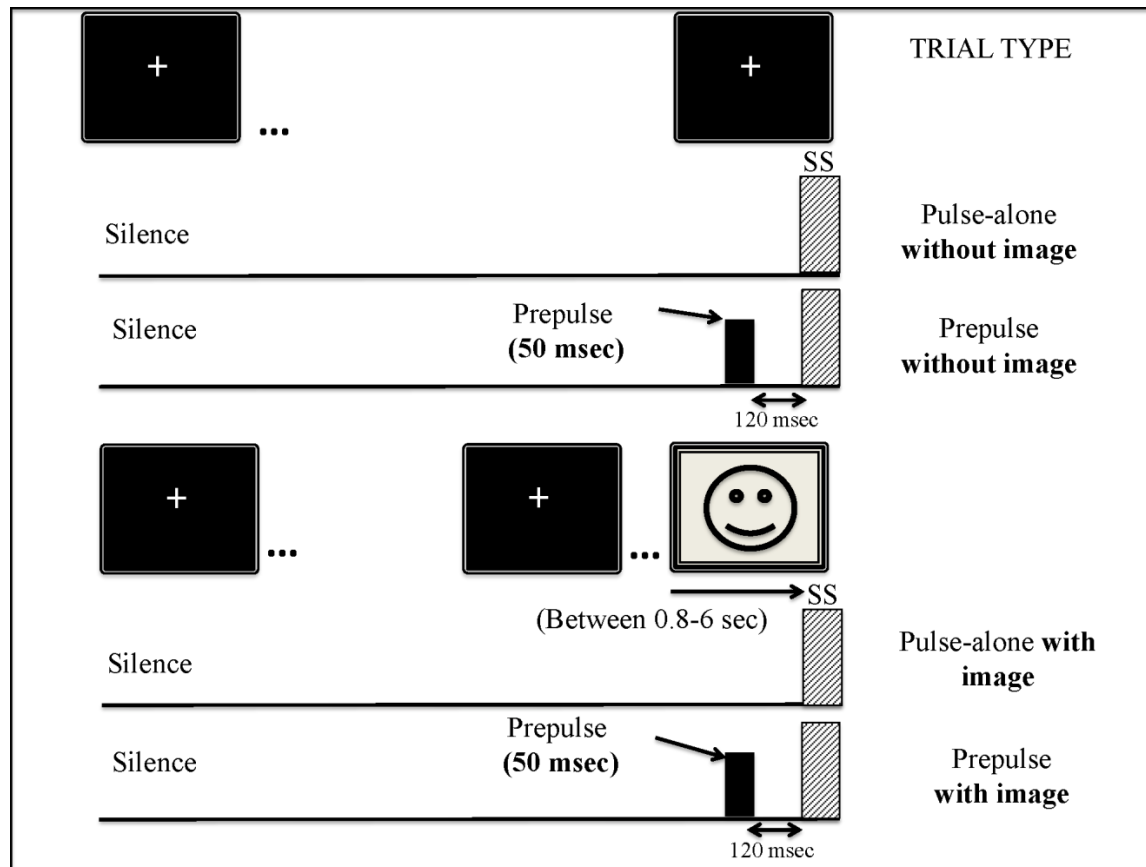 TRIAL TYPE
...
SS
Silence
Pulse-alone
without image
Silence
Prepulse
(50 msec)
Prepulse
without image
120 msec
...
...
SS
(Between 0.8-6 sec)
Silence
Pulse-alone with
image
Silence
Prepulse
(50 msec)
Prepulse
with image
120 msec